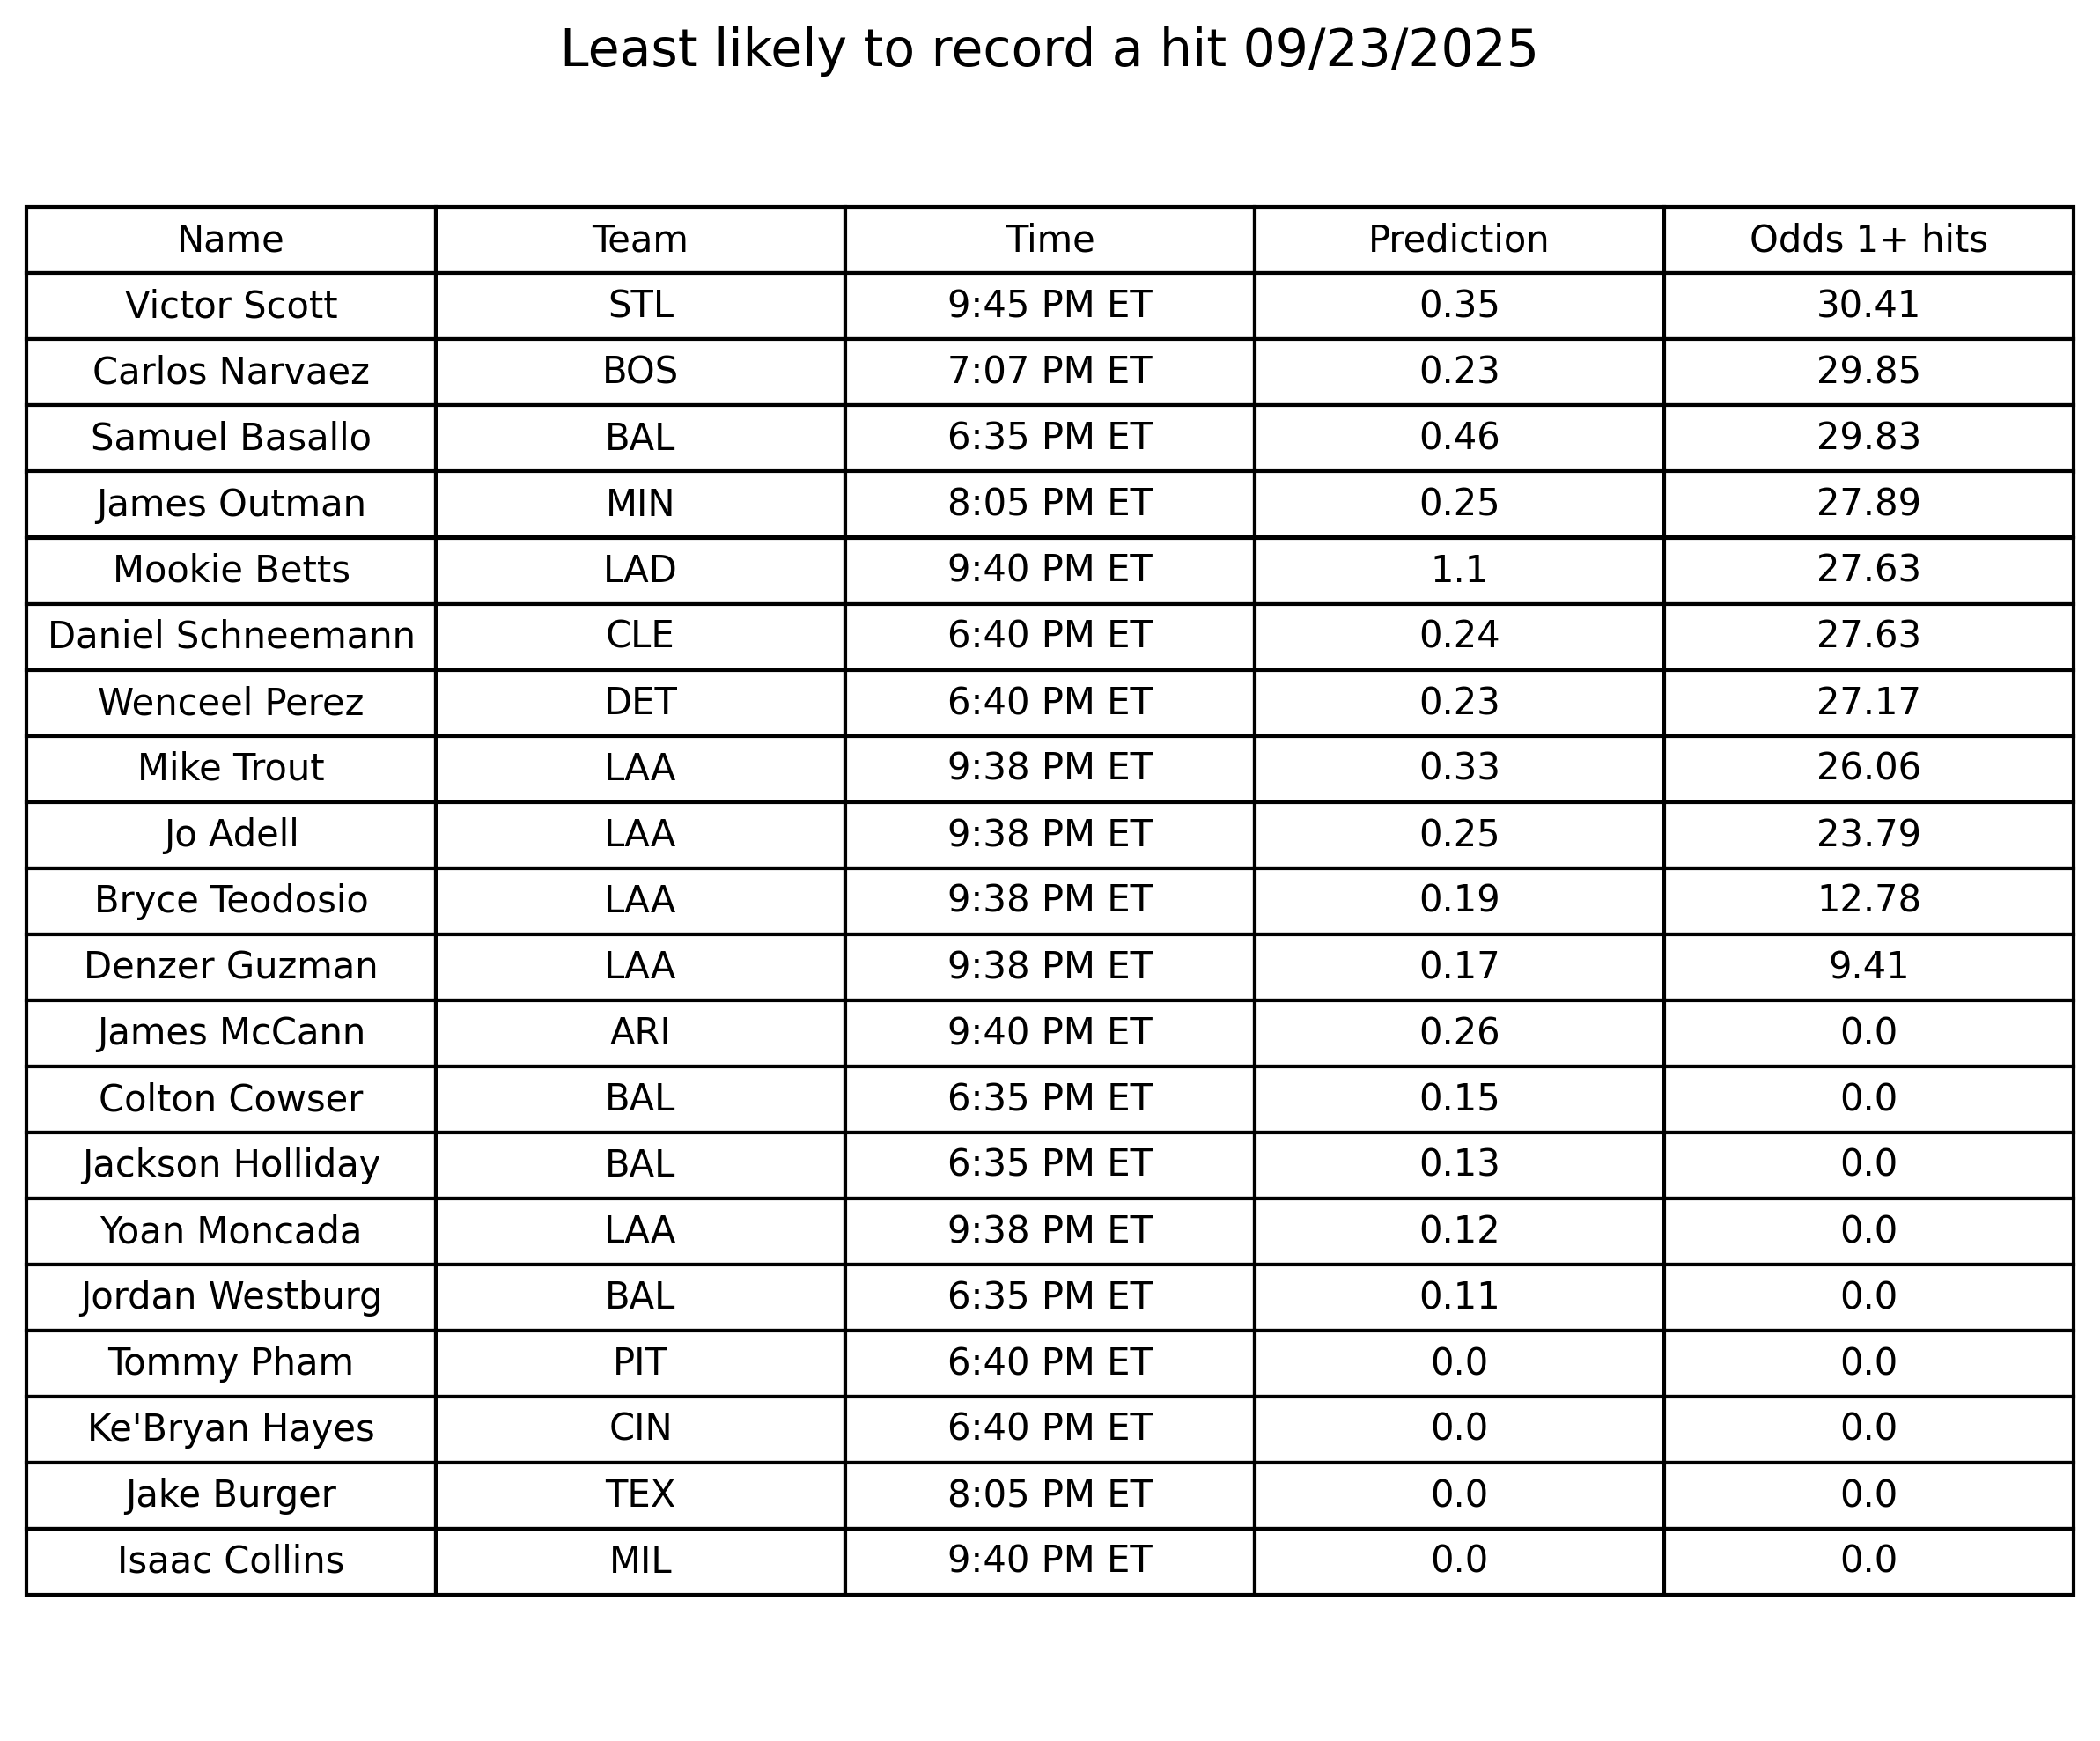 Least likely to record a hit 09/23/2025
Name Team Time Prediction Odds 1+ hits
Victor Scott STL 9:45 PM ET 0.35 30.41
Carlos Narvaez BOS 7:07 PM ET 0.23 29.85
Samuel Basallo BAL 6:35 PM ET 0.46 29.83
James Outman MIN 8:05 PM ET 0.25 27.89
Mookie Betts LAD 9:40 PM ET 1.1 27.63
Daniel Schneemann CLE 6:40 PM ET 0.24 27.63
Wenceel Perez DET 6:40 PM ET 0.23 27.17
Mike Trout LAA 9:38 PM ET 0.33 26.06
Jo Adell LAA 9:38 PM ET 0.25 23.79
Bryce Teodosio LAA 9:38 PM ET 0.19 12.78
Denzer Guzman LAA 9:38 PM ET 0.17 9.41
James McCann ARI 9:40 PM ET 0.26 0.0
Colton Cowser BAL 6:35 PM ET 0.15 0.0
Jackson Holliday BAL 6:35 PM ET 0.13 0.0
Yoan Moncada LAA 9:38 PM ET 0.12 0.0
Jordan Westburg BAL 6:35 PM ET 0.11 0.0
Tommy Pham PIT 6:40 PM ET 0.0 0.0
Ke'Bryan Hayes CIN 6:40 PM ET 0.0 0.0
Jake Burger TEX 8:05 PM ET 0.0 0.0
Isaac Collins MIL 9:40 PM ET 0.0 0.0